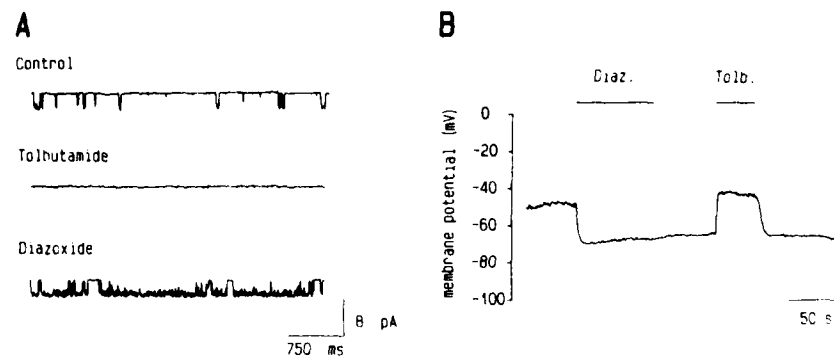 A
Control
Tolbutamide
Diazoxide
8 pA
750 ms
B
Diaz.
Tolb.
membrane potential (mV)
0
-20
-40
-60
-80
-100
50 s